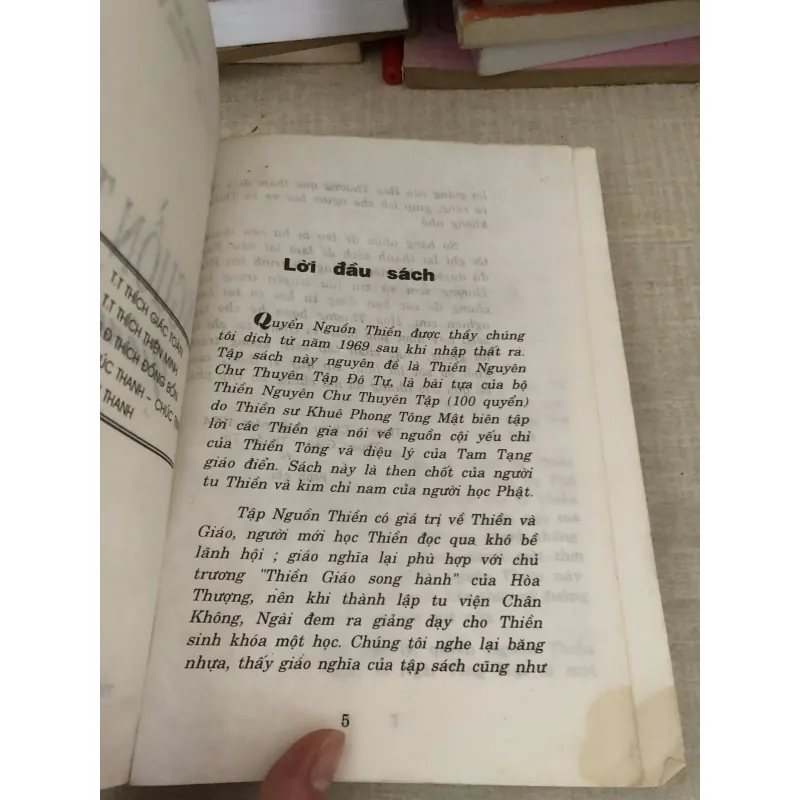 T.T THÍCH GIÁC TOÀN
T.T THÍCH THIỆN MINH
Đ Đ THÍCH ĐỒNG BỔN
THANH – CHÚC
THANH
Lời đầu sách
Quyển Nguồn Thiền được thầy chúng
tôi dịch từ năm 1969 sau khi nhập thất ra.
Tập sách này nguyên đề là Thiền Nguyên
Chư Thuyên Tập Đô Tự, là bài tựa của bộ
Thiền Nguyên Chư Thuyên Tập (100 quyển)
do Thiền sư Khuê Phong Tông Mật biên tập
lời các Thiền gia nói về nguồn cội yếu chỉ
của Thiền Tông và diệu lý của Tam Tạng
giáo điển. Sách này là then chốt của người
tu Thiền và kim chỉ nam của người học Phật.
Tập Nguồn Thiền có giá trị về Thiền và
Giáo, người mới học Thiền đọc qua khó bề
lãnh hội ; giáo nghĩa lại phù hợp với chủ
trương "Thiền Giáo song hành" của Hòa
Thượng, nên khi thành lập tu viện Chân
Không, Ngài đem ra giảng dạy cho Thiền
sinh khóa một học. Chúng tôi nghe lại băng
nhựa, thấy giáo nghĩa của tập sách cũng như
5